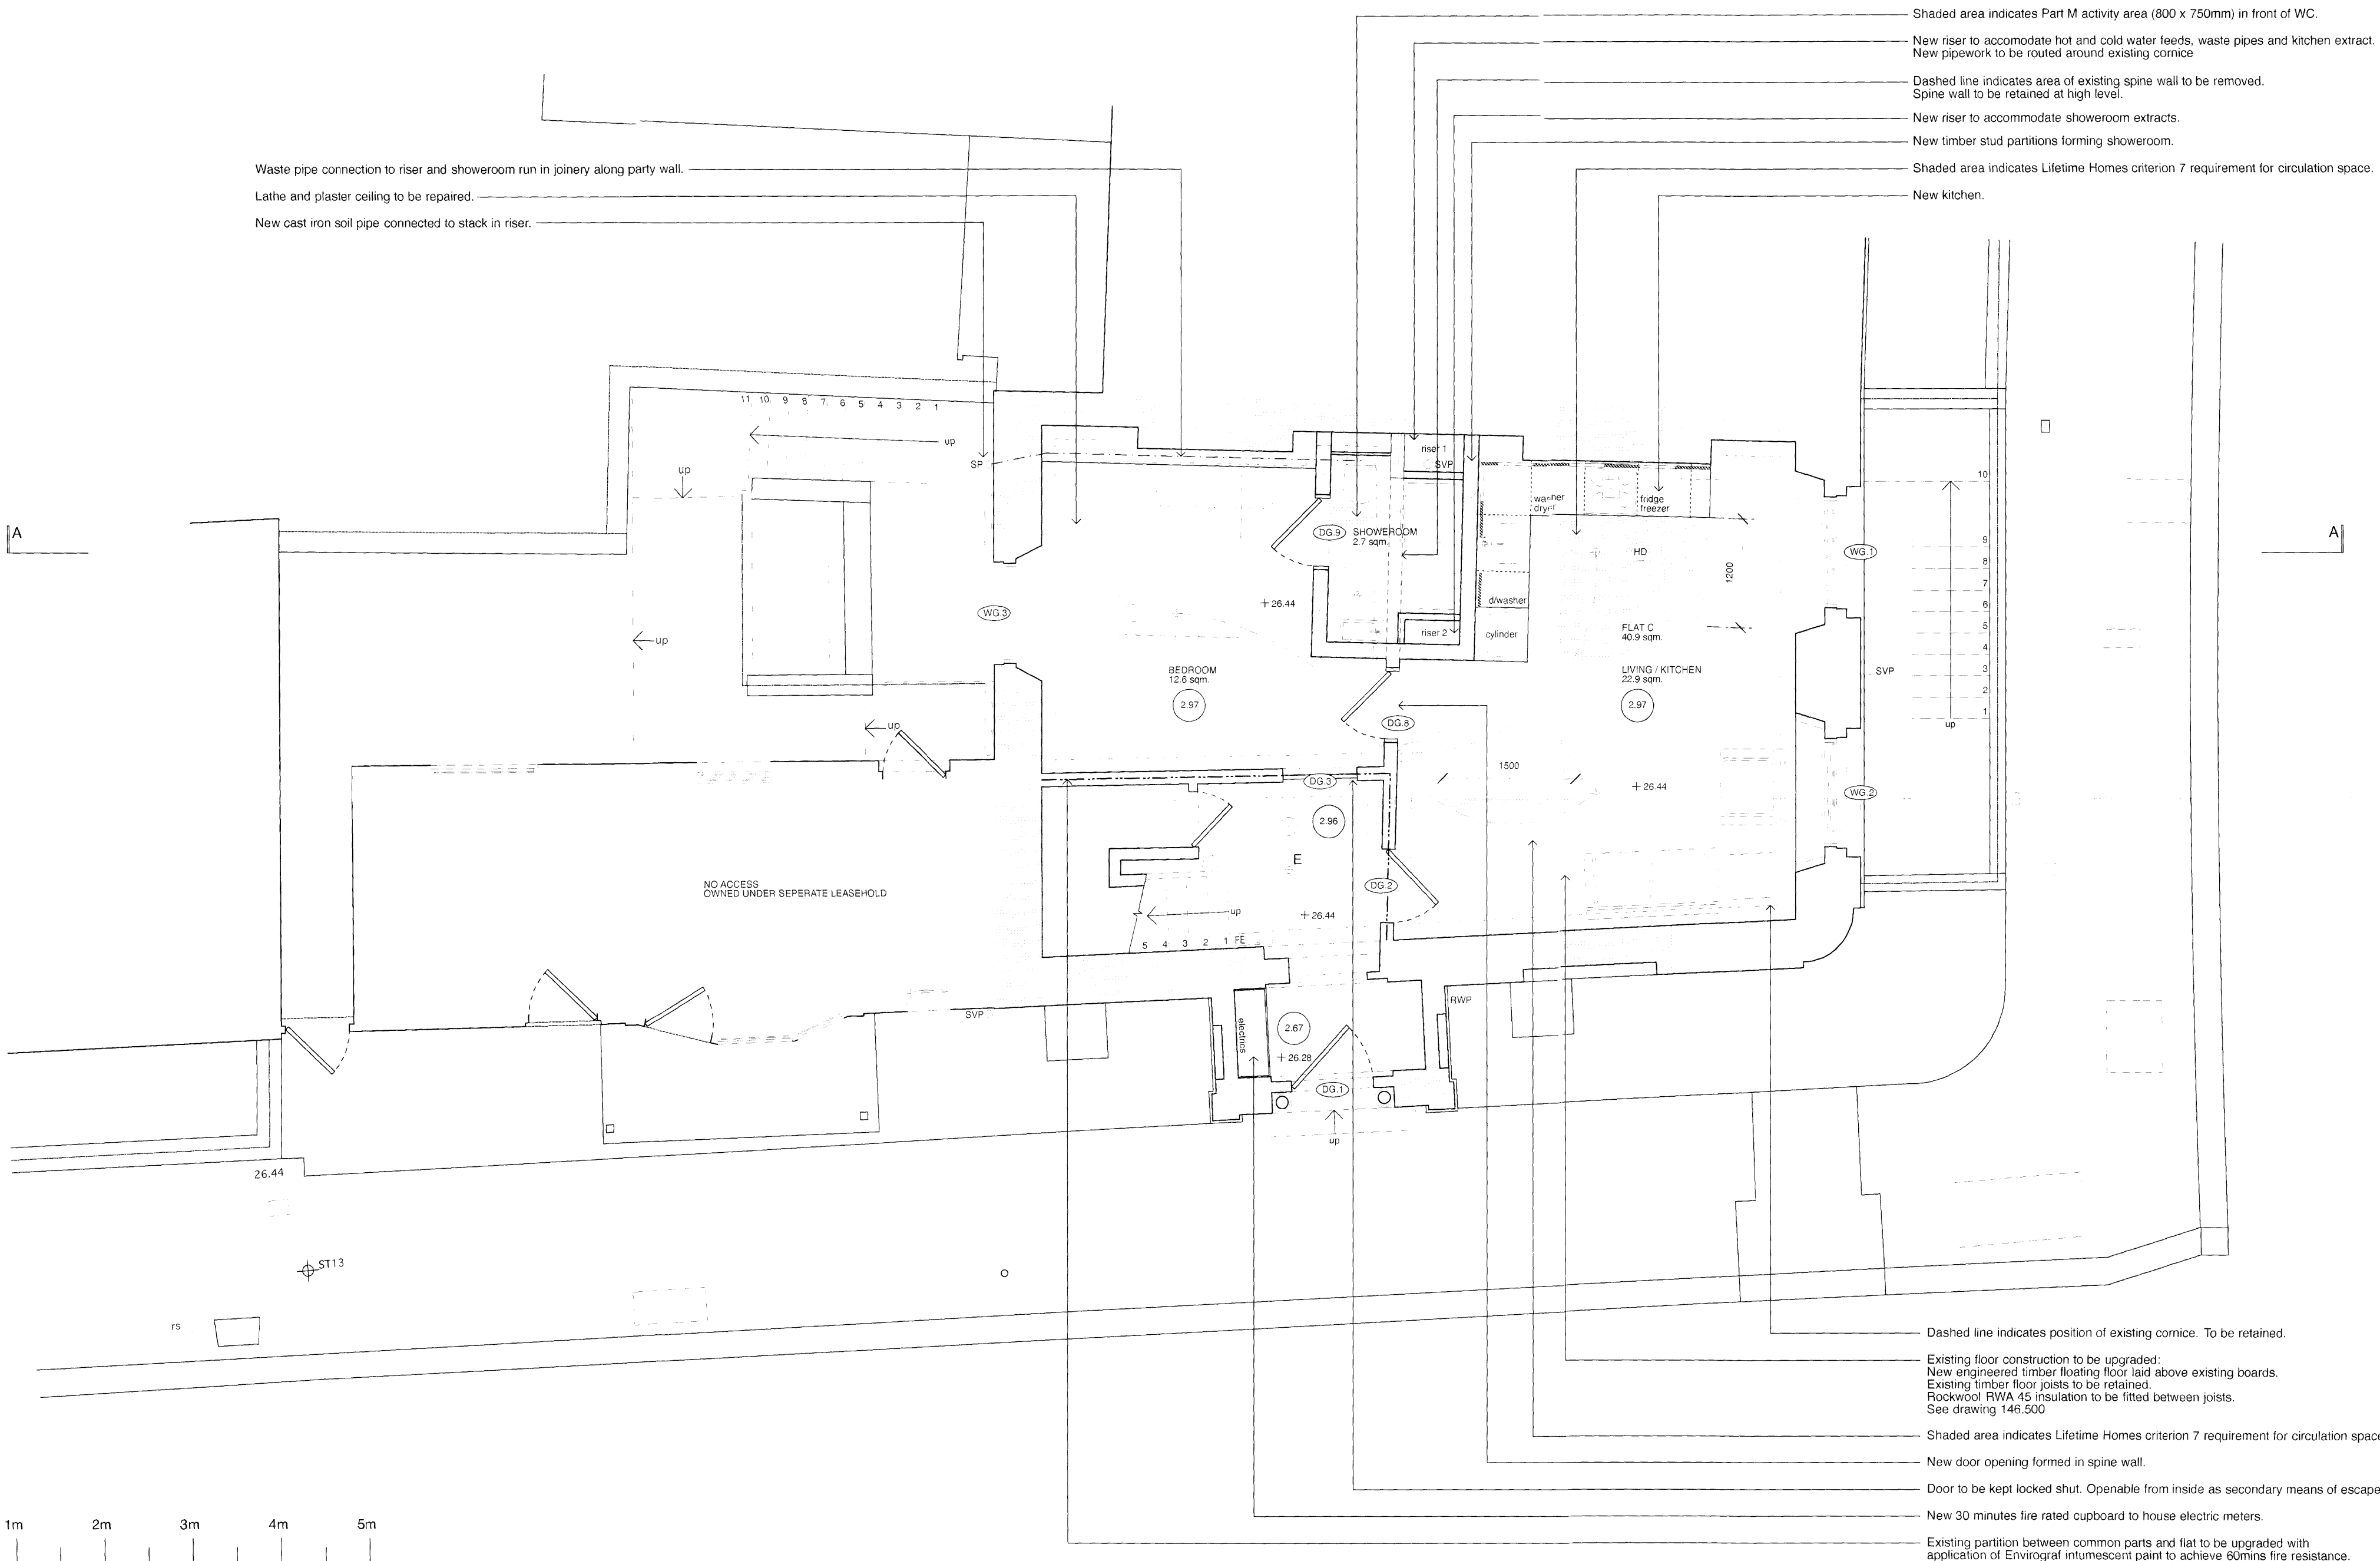 Shaded area indicates Part M activity area (800 x 750mm) in front of WC.
New riser to accomodate hot and cold water feeds, waste pipes and kitchen extract.
New pipework to be routed around existing cornice
Dashed line indicates area of existing spine wall to be removed.
Spine wall to be retained at high level.
New riser to accommodate showeroom extracts.
New timber stud partitions forming showeroom.
Shaded area indicates Lifetime Homes criterion 7 requirement for circulation space.
New kitchen.
Waste pipe connection to riser and showeroom run in joinery along party wall.
Lathe and plaster ceiling to be repaired.
New cast iron soil pipe connected to stack in riser.
11 10 9 8 7 6 5 4 3 2 1
up
up
up
up
SP
riser 1
SVP
washer
dryer
fridge
freezer
10
9
8
7
6
5
4
3
2
1
up
A
A
DG.9
SHOWEROOM
2.7 sqm.
HD
WG.1
1200
WG.3
26.44
d/washer
riser 2
cylinder
FLAT C
40.9 sqm.
LIVING / KITCHEN
22.9 sqm.
2.97
BEDROOM
12.6 sqm.
2.97
DG.8
SVP
1500
DG.3
26.44
WG.2
2.96
E
DG.2
NO ACCESS
OWNED UNDER SEPERATE LEASEHOLD
up
26.44
5 4 3 2 1 FE
SVP
RWP
electrics
2.67
26.28
DG.1
up
26.44
ST13
rs
Dashed line indicates position of existing cornice. To be retained.
Existing floor construction to be upgraded:
New engineered timber floating floor laid above existing boards.
Existing timber floor joists to be retained.
Rockwool RWA 45 insulation to be fitted between joists.
See drawing 146.500
Shaded area indicates Lifetime Homes criterion 7 requirement for circulation space
New door opening formed in spine wall.
Door to be kept locked shut. Openable from inside as secondary means of escape
New 30 minutes fire rated cupboard to house electric meters.
Existing partition between common parts and flat to be upgraded with
application of Envirograf intumescent paint to achieve 60mins fire resistance.
1m 2m 3m 4m 5m